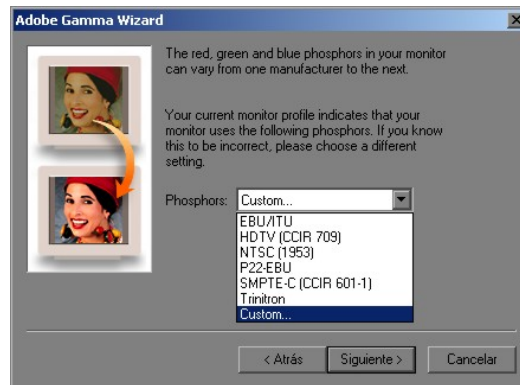 Adobe Gamma Wizard
The red, green and blue phosphors in your monitor
can vary from one manufacturer to the next.
Your current monitor profile indicates that your
monitor uses the following phosphors. If you know
this to be incorrect, please choose a different
setting.
Phosphors: Custom...
EBU/ITU
HDTV (CCIR 709)
NTSC (1953)
P22-EBU
SMPTE-C (CCIR 601-1)
Trinitron
Custom...
< Atrás Siguiente > Cancelar